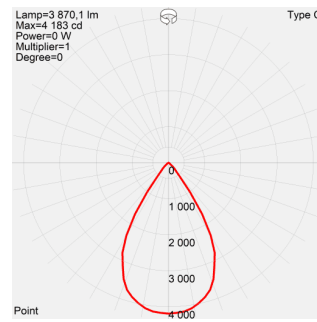 Lamp=3 870,1 lm
Max=4 183 cd
Power=0 W
Multiplier=1
Degree=0
Type C
0
1 000
2 000
3 000
4 000
Point